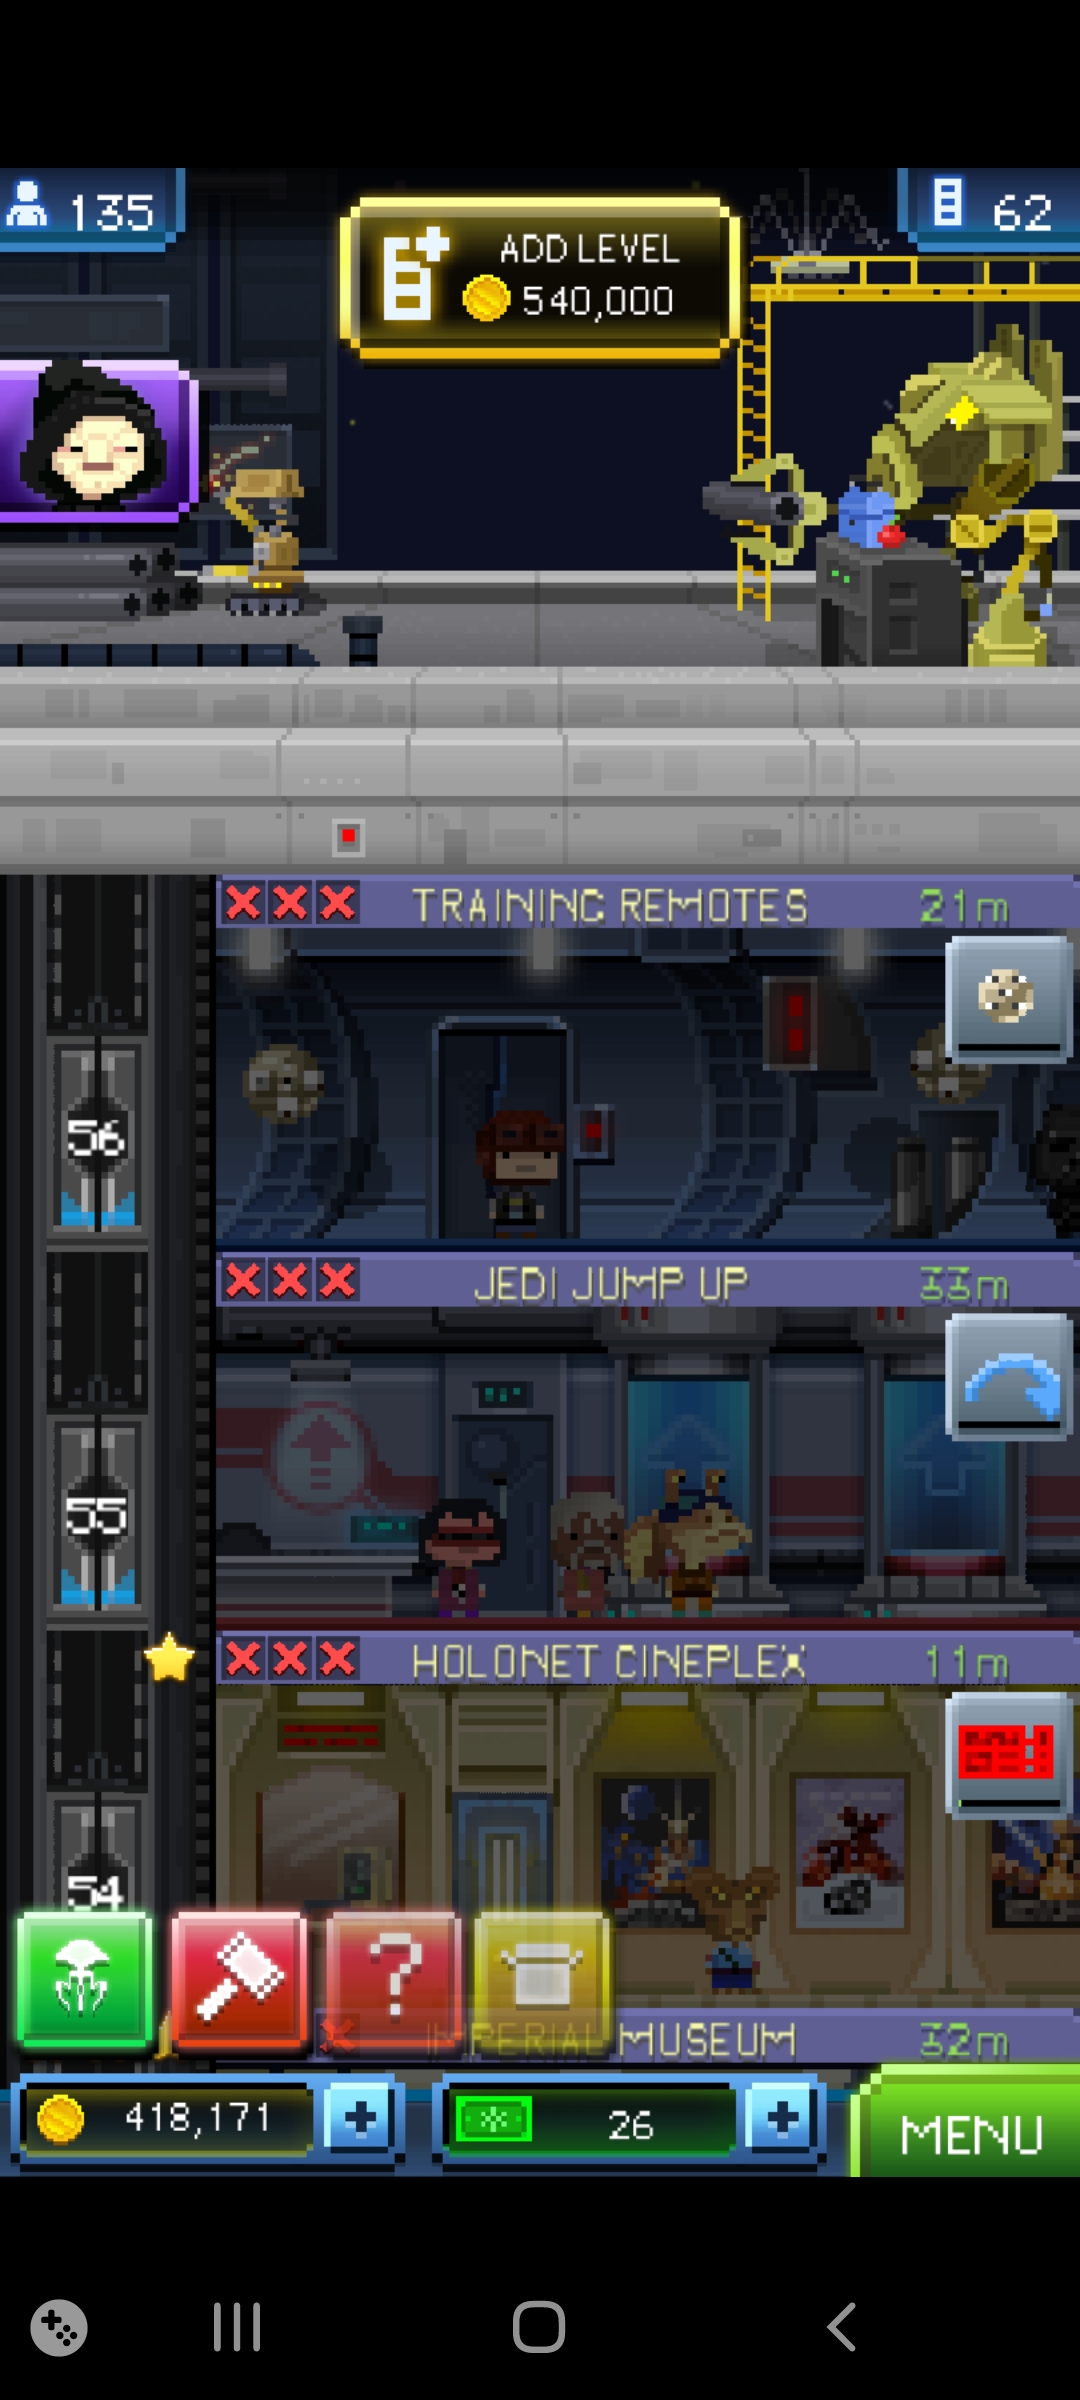 135
ADD LEVEL
540,000
62
TRAINING REMOTES 21m
56
JEDI JUMP UP 33m
55
HOLONET CINEPLEX 11m
54
?
IMPERIAL MUSEUM 32m
418,171 +
26 +
MENU